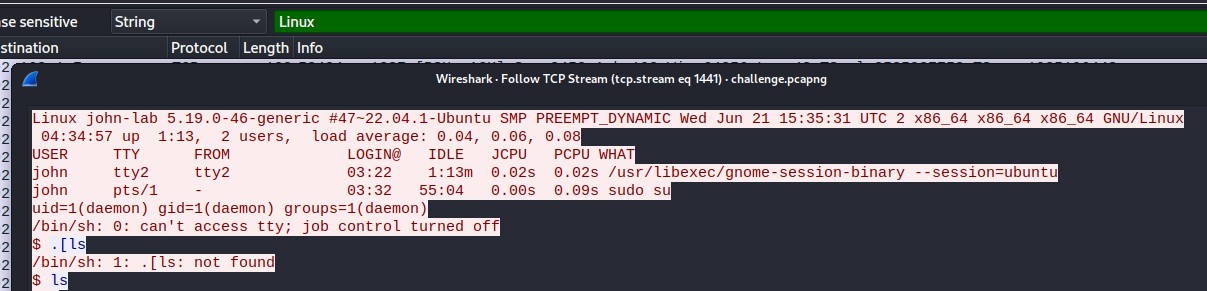 se sensitive String Linux
stination Protocol Length Info
Wireshark · Follow TCP Stream (tcp.stream eq 1441) · challenge.pcapng
Linux john-lab 5.19.0-46-generic #47~22.04.1-Ubuntu SMP PREEMPT_DYNAMIC Wed Jun 21 15:35:31 UTC 2 x86_64 x86_64 x86_64 GNU/Linux
04:34:57 up 1:13, 2 users, load average: 0.04, 0.06, 0.08
USER TTY FROM LOGIN@ IDLE JCPU PCPU WHAT
john tty2 tty2 03:22 1:13m 0.02s 0.02s /usr/libexec/gnome-session-binary --session=ubuntu
john pts/1 - 03:32 55:04 0.00s 0.09s sudo su
uid=1(daemon) gid=1(daemon) groups=1(daemon)
/bin/sh: 0: can't access tty; job control turned off
$ .[ls
/bin/sh: 1: .[ls: not found
$ ls